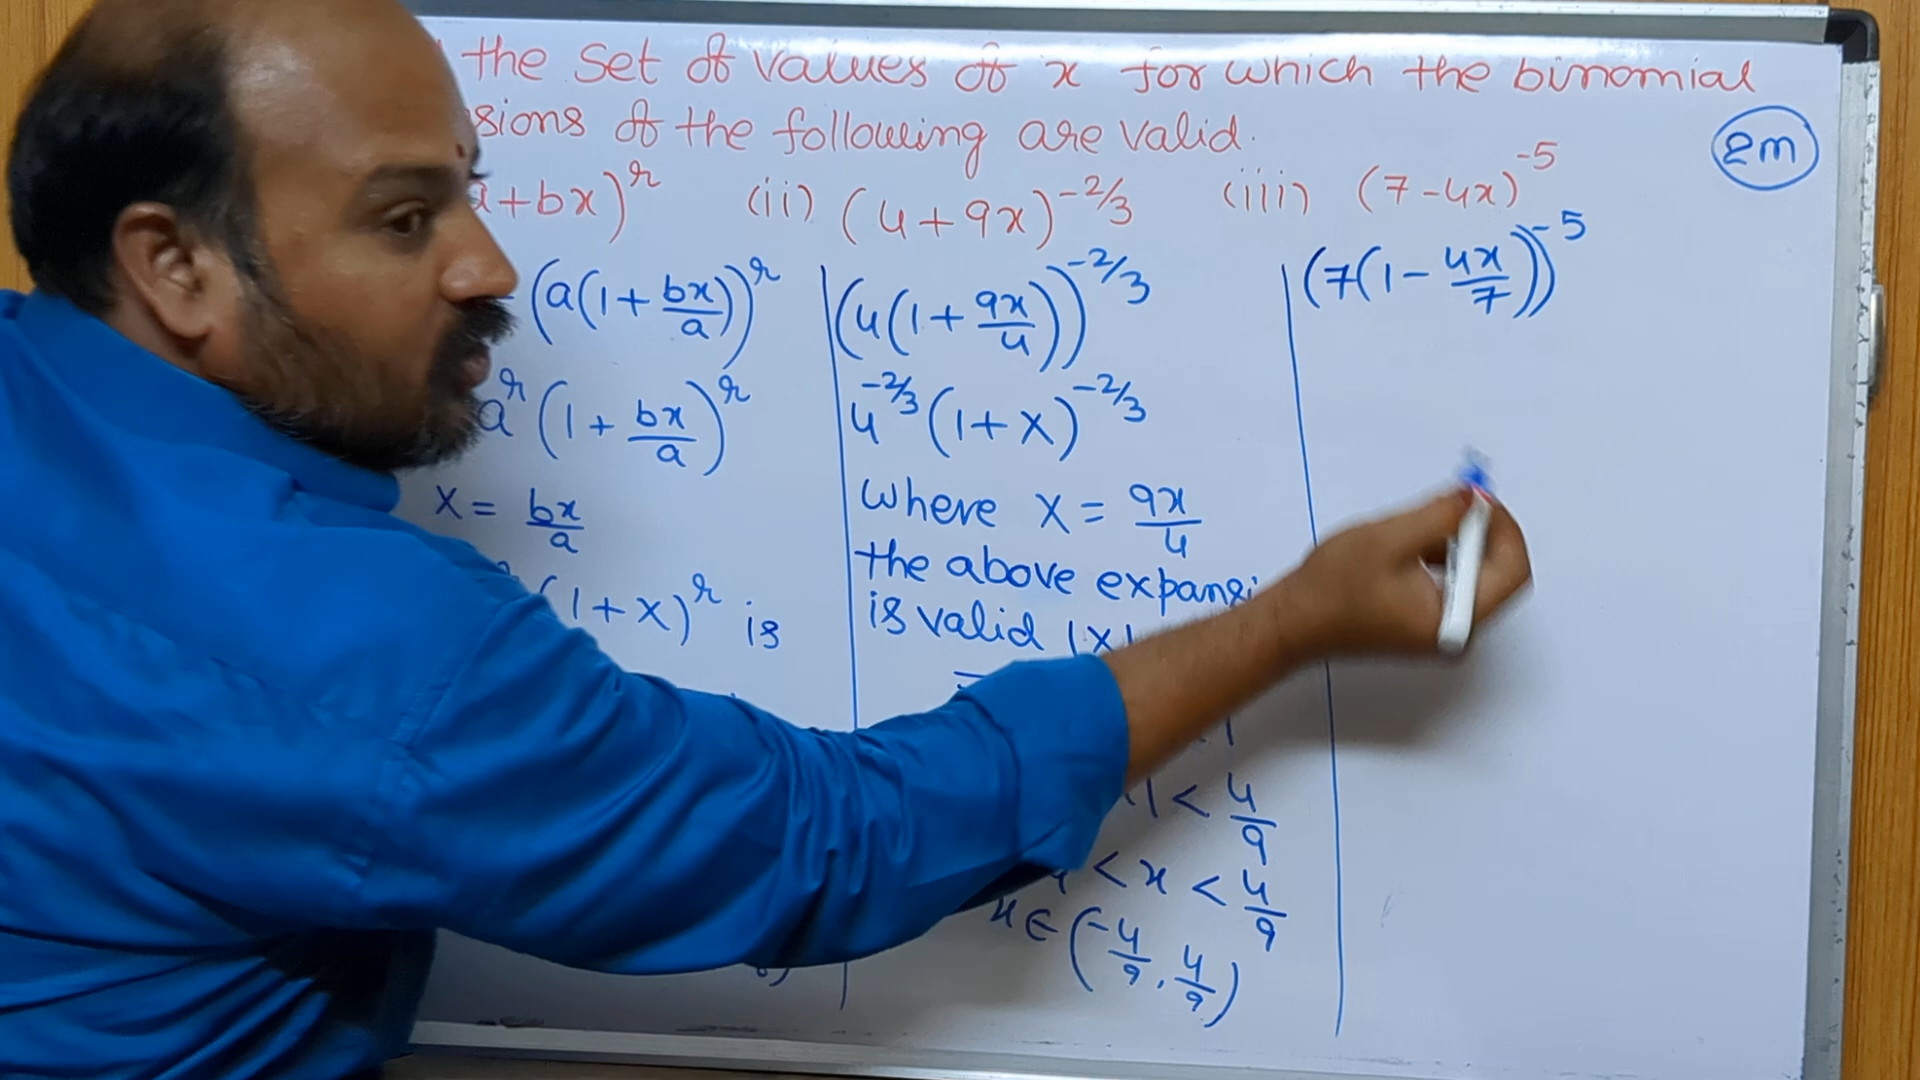 the Set of values of x for which the binomial
sions of the following are valid.
2m
a+bx)^r (ii) (4+9x)^-2/3 (iii) (7-4x)^-5
(a(1+bx/a))^r
a^r(1+bx/a)^r
X = bx/a
(1+X)^r is
(4(1+9x/4))^-2/3
4^-2/3(1+X)^-2/3
where X = 9x/4
the above expansi
is valid |X|
1
| < 4/9
< x < 4/9
x ∈ (-4/9, 4/9)
(7(1-4x/7))^-5